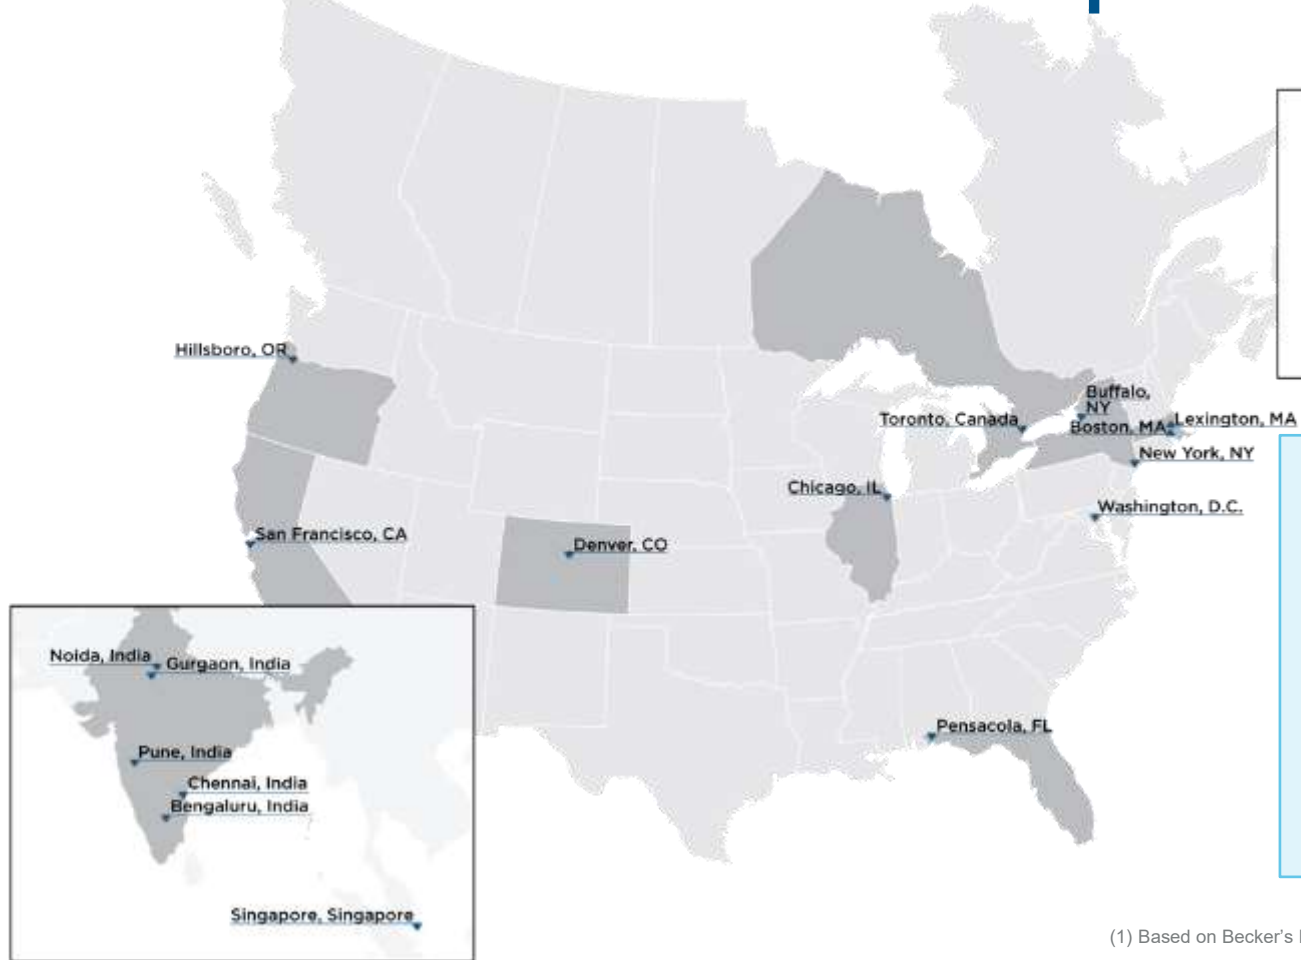 Hillsboro, OR
Buffalo,
NY
Toronto, Canada
Boston, MA
Lexington, MA
New York, NY
Chicago, IL
Washington, D.C.
San Francisco, CA
Denver, CO
Noida, India
Gurgaon, India
Pensacola, FL
Pune, India
Chennai, India
Bengaluru, India
Singapore, Singapore
(1) Based on Becker's